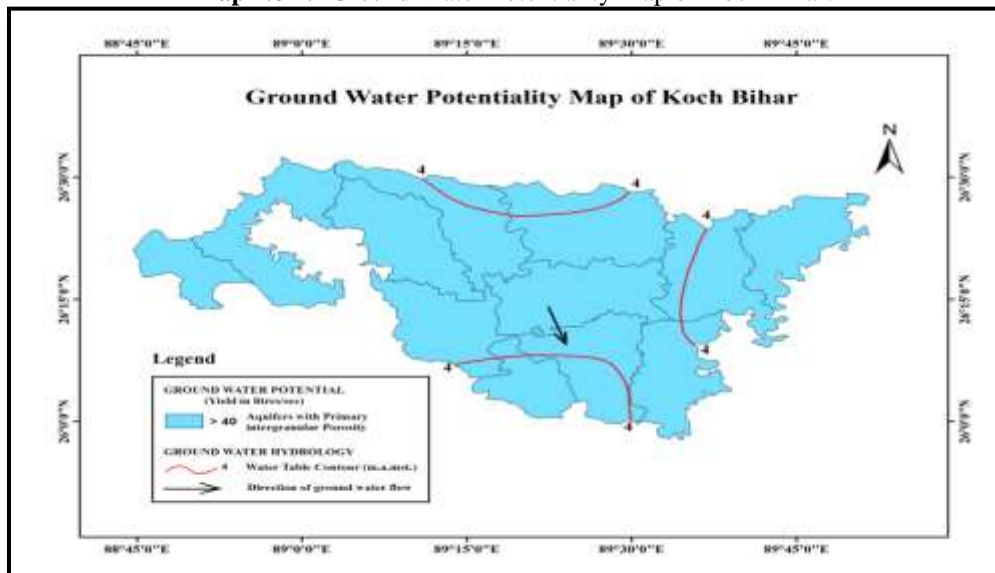 88°45'0"E 89°0'0"E 89°15'0"E 89°30'0"E 89°45'0"E
Ground Water Potentiality Map of Koch Bihar
N
26°30'0"N 26°30'0"N
4 4
4
26°15'0"N 26°15'0"N
4
4
4
26°0'0"N 26°0'0"N
Legend
GROUND WATER POTENTIAL
(Yield in litres/sec)
> 40 Aquifers with Primary
intergranular Porosity
GROUND WATER HYDROLOGY
4 Water Table Contour
Direction of ground water flow
88°45'0"E 89°0'0"E 89°15'0"E 89°30'0"E 89°45'0"E